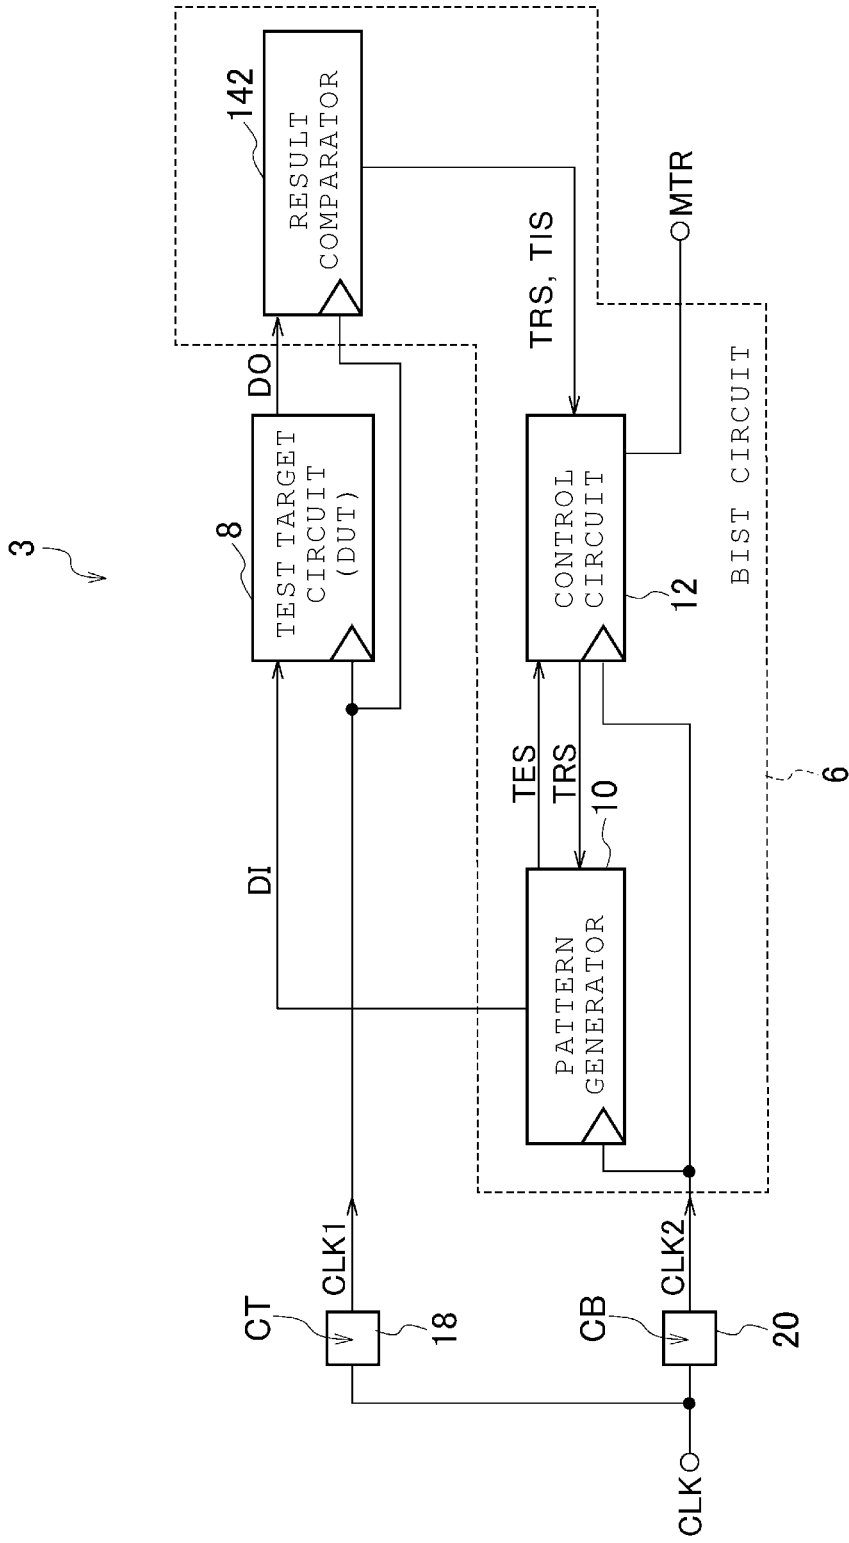 3
142
RESULT
COMPARATOR
DO
8
TEST TARGET
CIRCUIT
(DUT)
DI
TRS, TIS
MTR
CONTROL
CIRCUIT
12
BIST CIRCUIT
TES
TRS
10
PATTERN
GENERATOR
6
CLK1
CT
18
CLK2
CB
20
CLK